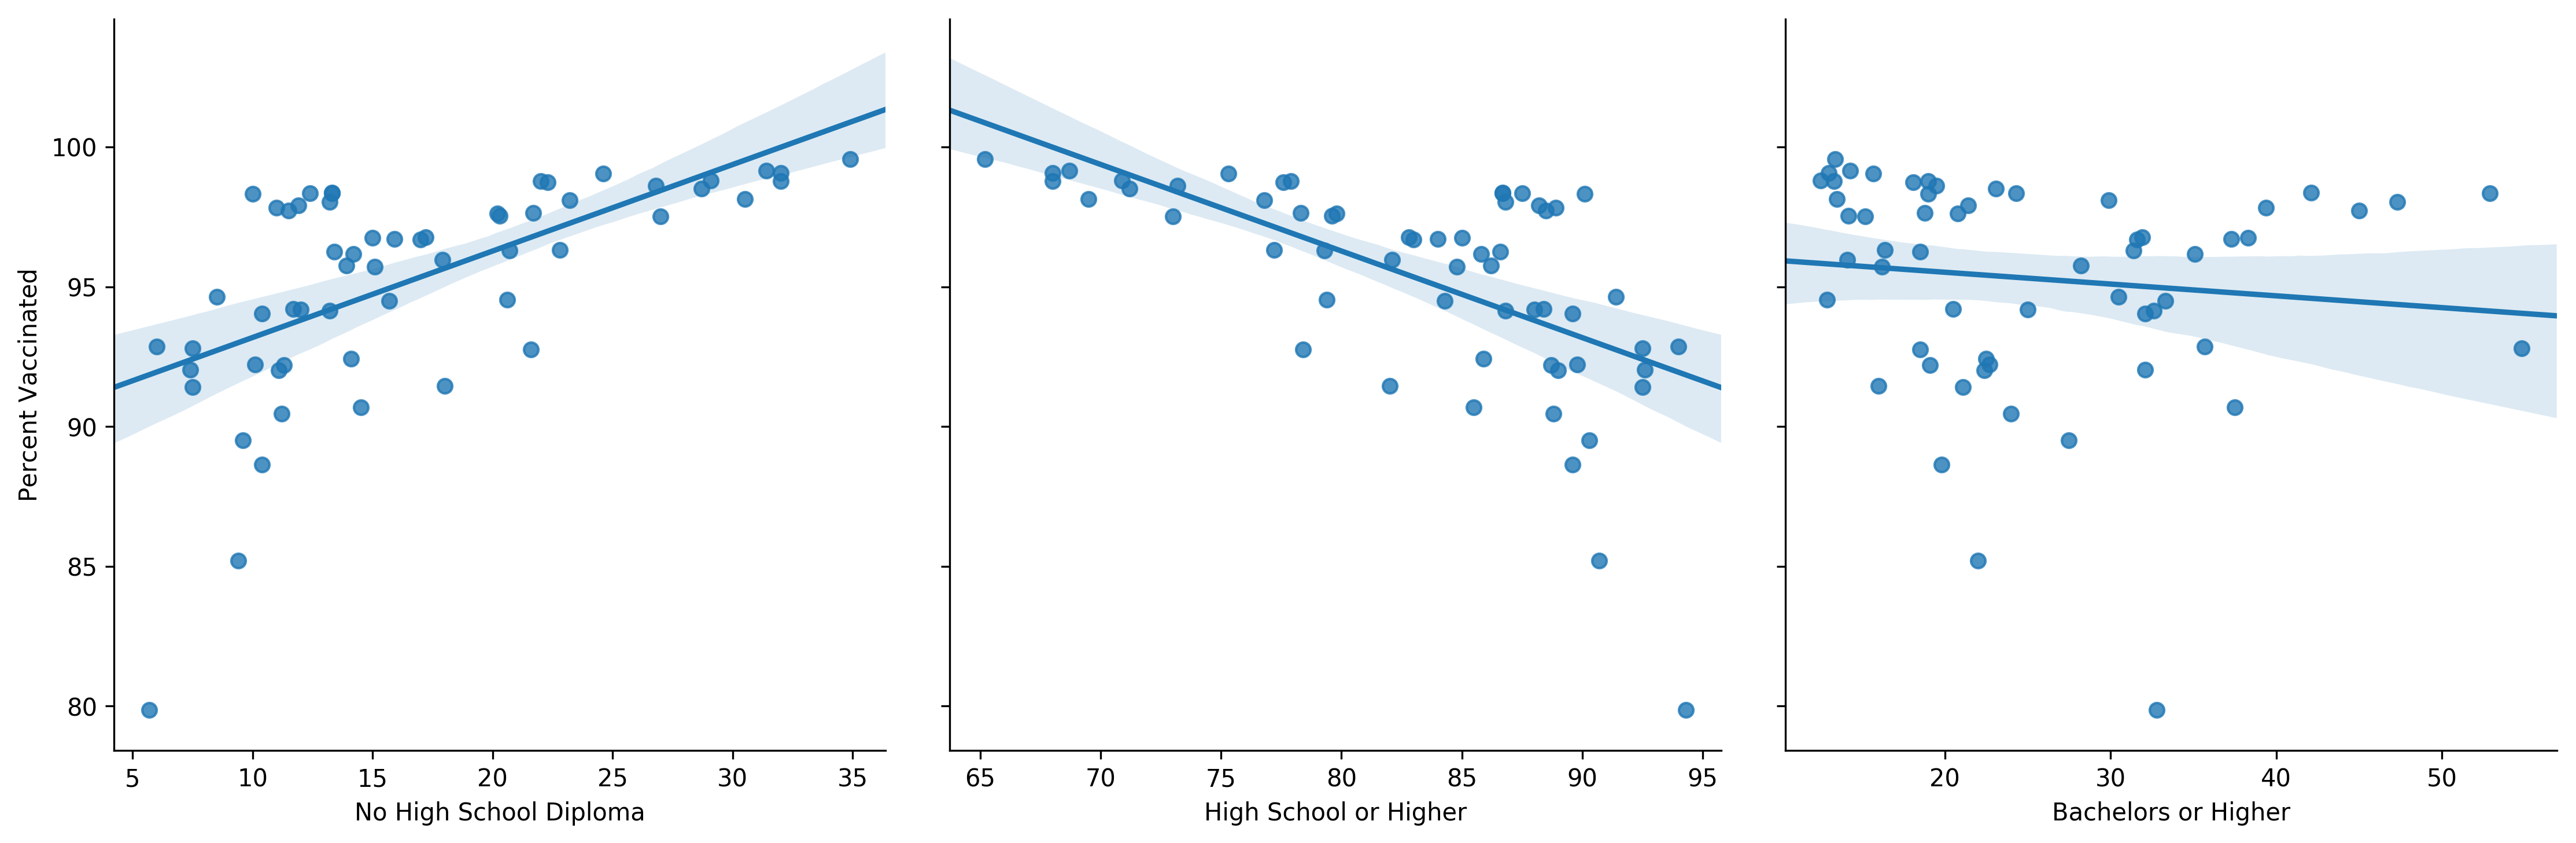 Percent Vaccinated
100
95
90
85
80
5 10 15 20 25 30 35
No High School Diploma
65 70 75 80 85 90 95
High School or Higher
20 30 40 50
Bachelors or Higher